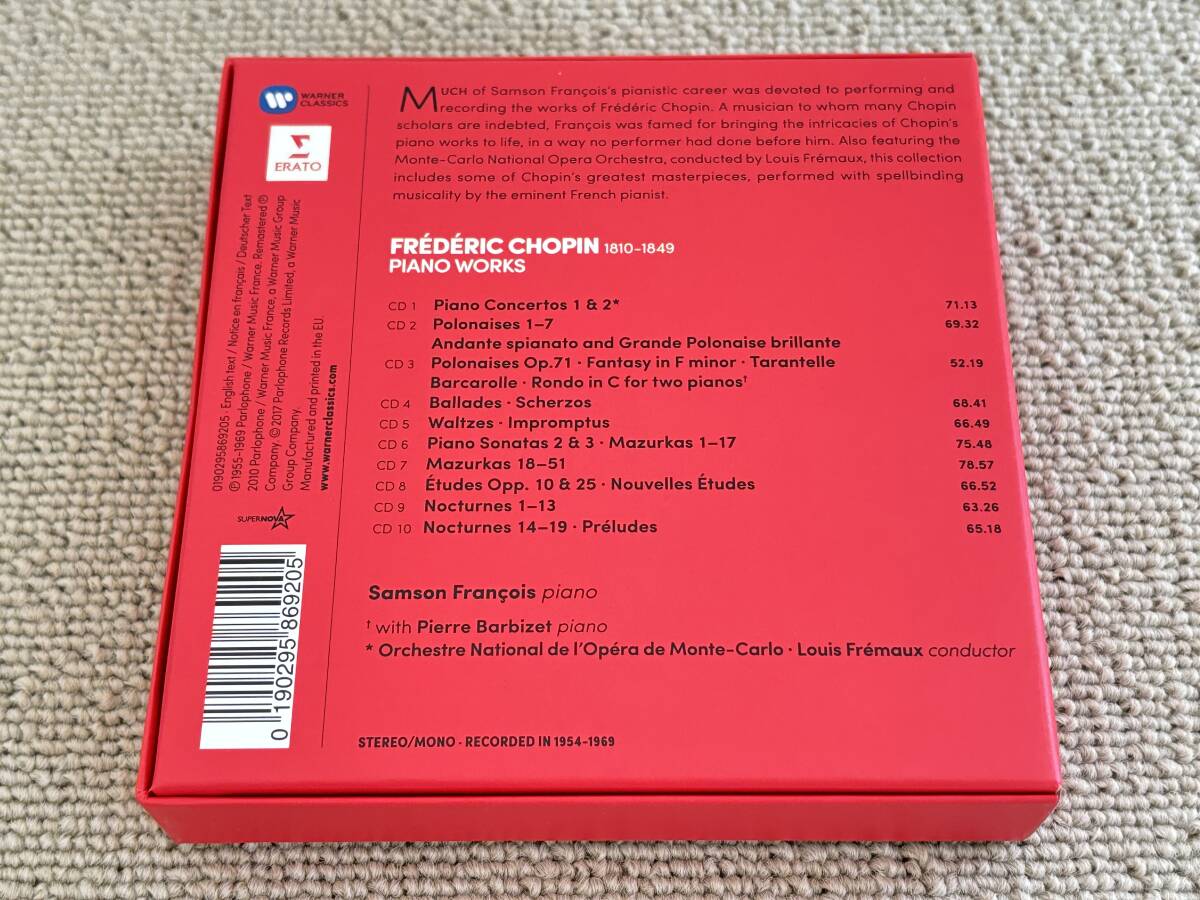 WARNER
CLASSICS
ERATO
MUCH of Samson François's pianistic career was devoted to performing and
recording the works of Frédéric Chopin. A musician to whom many Chopin
scholars are indebted, François was famed for bringing the intricacies of Chopin's
piano works to life, in a way no performer had done before him. Also featuring the
Monte-Carlo National Opera Orchestra, conducted by Louis Frémaux, this collection
includes some of Chopin's greatest masterpieces, performed with spellbinding
musicality by the eminent French pianist.
FRÉDÉRIC CHOPIN 1810–1849
PIANO WORKS
CD 1 Piano Concertos 1 & 2* 71.13
CD 2 Polonaises 1–7 69.32
Andante spianato and Grande Polonaise brillante
CD 3 Polonaises Op.71 · Fantasy in F minor · Tarantelle 52.19
Barcarolle · Rondo in C for two pianos†
CD 4 Ballades · Scherzos 68.41
CD 5 Waltzes · Impromptus 66.49
CD 6 Piano Sonatas 2 & 3 · Mazurkas 1–17 75.48
CD 7 Mazurkas 18–51 78.57
CD 8 Études Opp. 10 & 25 · Nouvelles Études 66.52
CD 9 Nocturnes 1–13 63.26
CD 10 Nocturnes 14–19 · Préludes 65.18
Samson François piano
† with Pierre Barbizet piano
* Orchestre National de l'Opéra de Monte-Carlo · Louis Frémaux conductor
STEREO/MONO · RECORDED IN 1954–1969
0190295869205 · English text / Notice en français / Deutscher Text
℗ 1955–1969 Parlophone / Warner Music France. Remastered ℗
2010 Parlophone / Warner Music France, a Warner Music Group
Company. © 2017 Parlophone Records Limited, a Warner Music
Group Company.
Manufactured and printed in the EU.
www.warnerclassics.com
SUPERNOVA
0 190295 869205